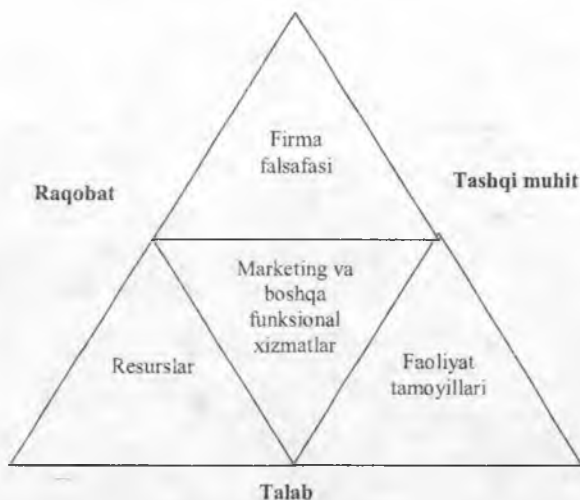 Firma
falsafasi
Raqobat
Tashqi muhit
Marketing va
boshqa
funksional
xizmatlar
Resurslar
Faoliyat
tamoyillari
Talab